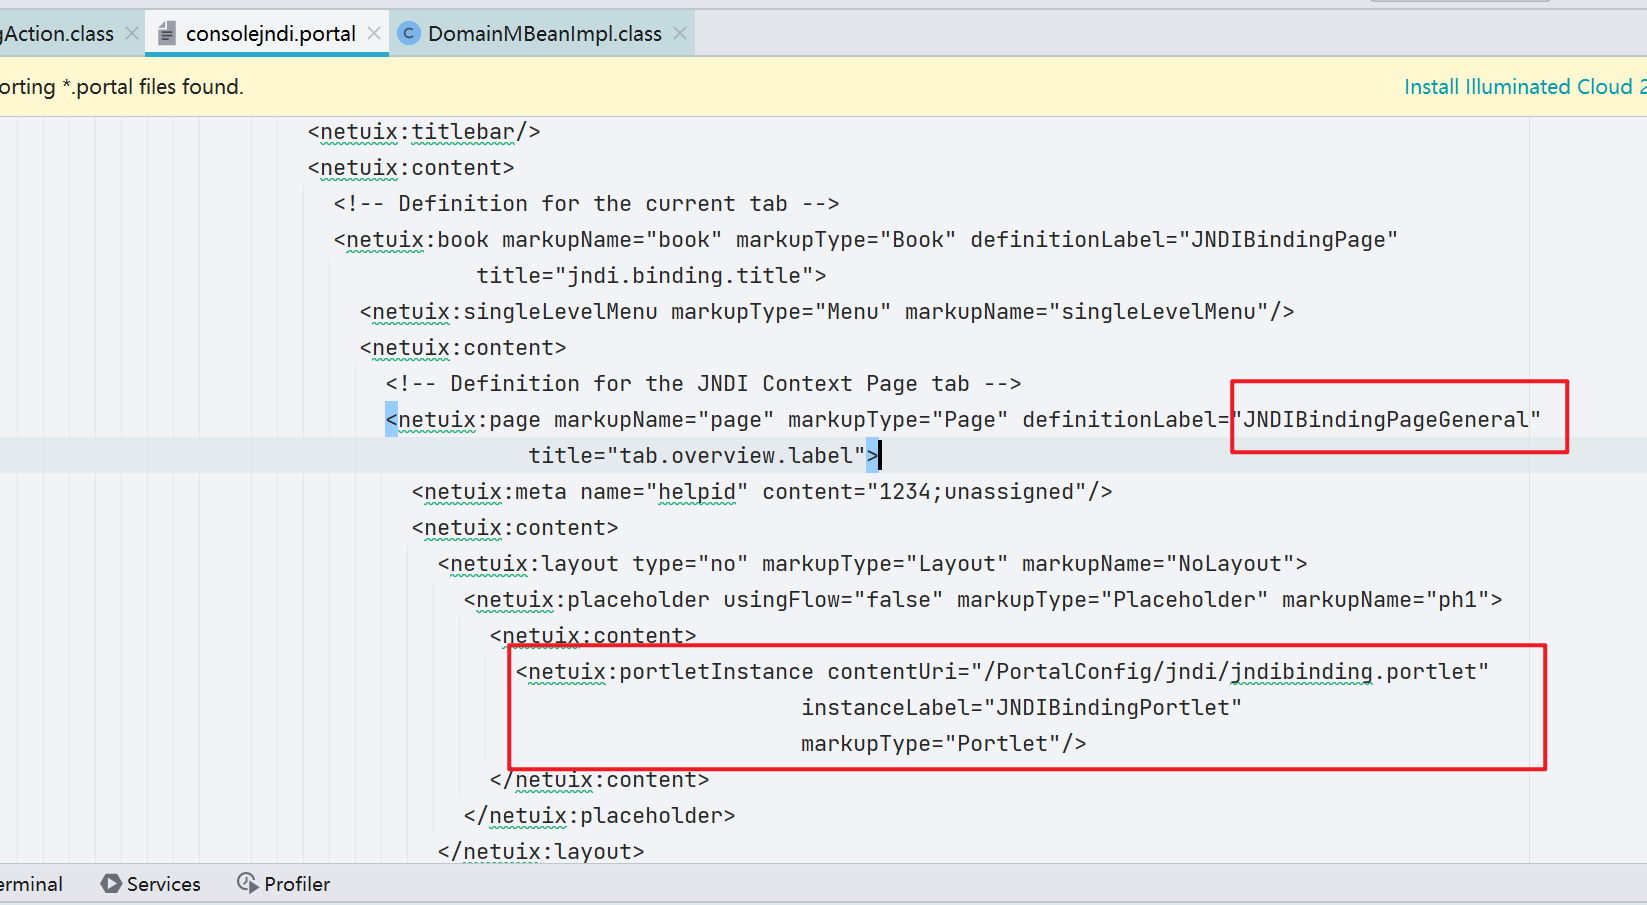 gAction.class
consolejndi.portal
DomainMBeanImpl.class
orting *.portal files found.
Install Illuminated Cloud 2
<netuix:titlebar/>
<netuix:content>
<!-- Definition for the current tab -->
<netuix:book markupName="book" markupType="Book" definitionLabel="JNDIBindingPage"
title="jndi.binding.title">
<netuix:singleLevelMenu markupType="Menu" markupName="singleLevelMenu"/>
<netuix:content>
<!-- Definition for the JNDI Context Page tab -->
<netuix:page markupName="page" markupType="Page" definitionLabel="JNDIBindingPageGeneral"
title="tab.overview.label">
<netuix:meta name="helpid" content="1234;unassigned"/>
<netuix:content>
<netuix:layout type="no" markupType="Layout" markupName="NoLayout">
<netuix:placeholder usingFlow="false" markupType="Placeholder" markupName="ph1">
<netuix:content>
<netuix:portletInstance contentUri="/PortalConfig/jndi/jndibinding.portlet"
instanceLabel="JNDIBindingPortlet"
markupType="Portlet"/>
</netuix:content>
</netuix:placeholder>
</netuix:layout>
erminal
Services
Profiler